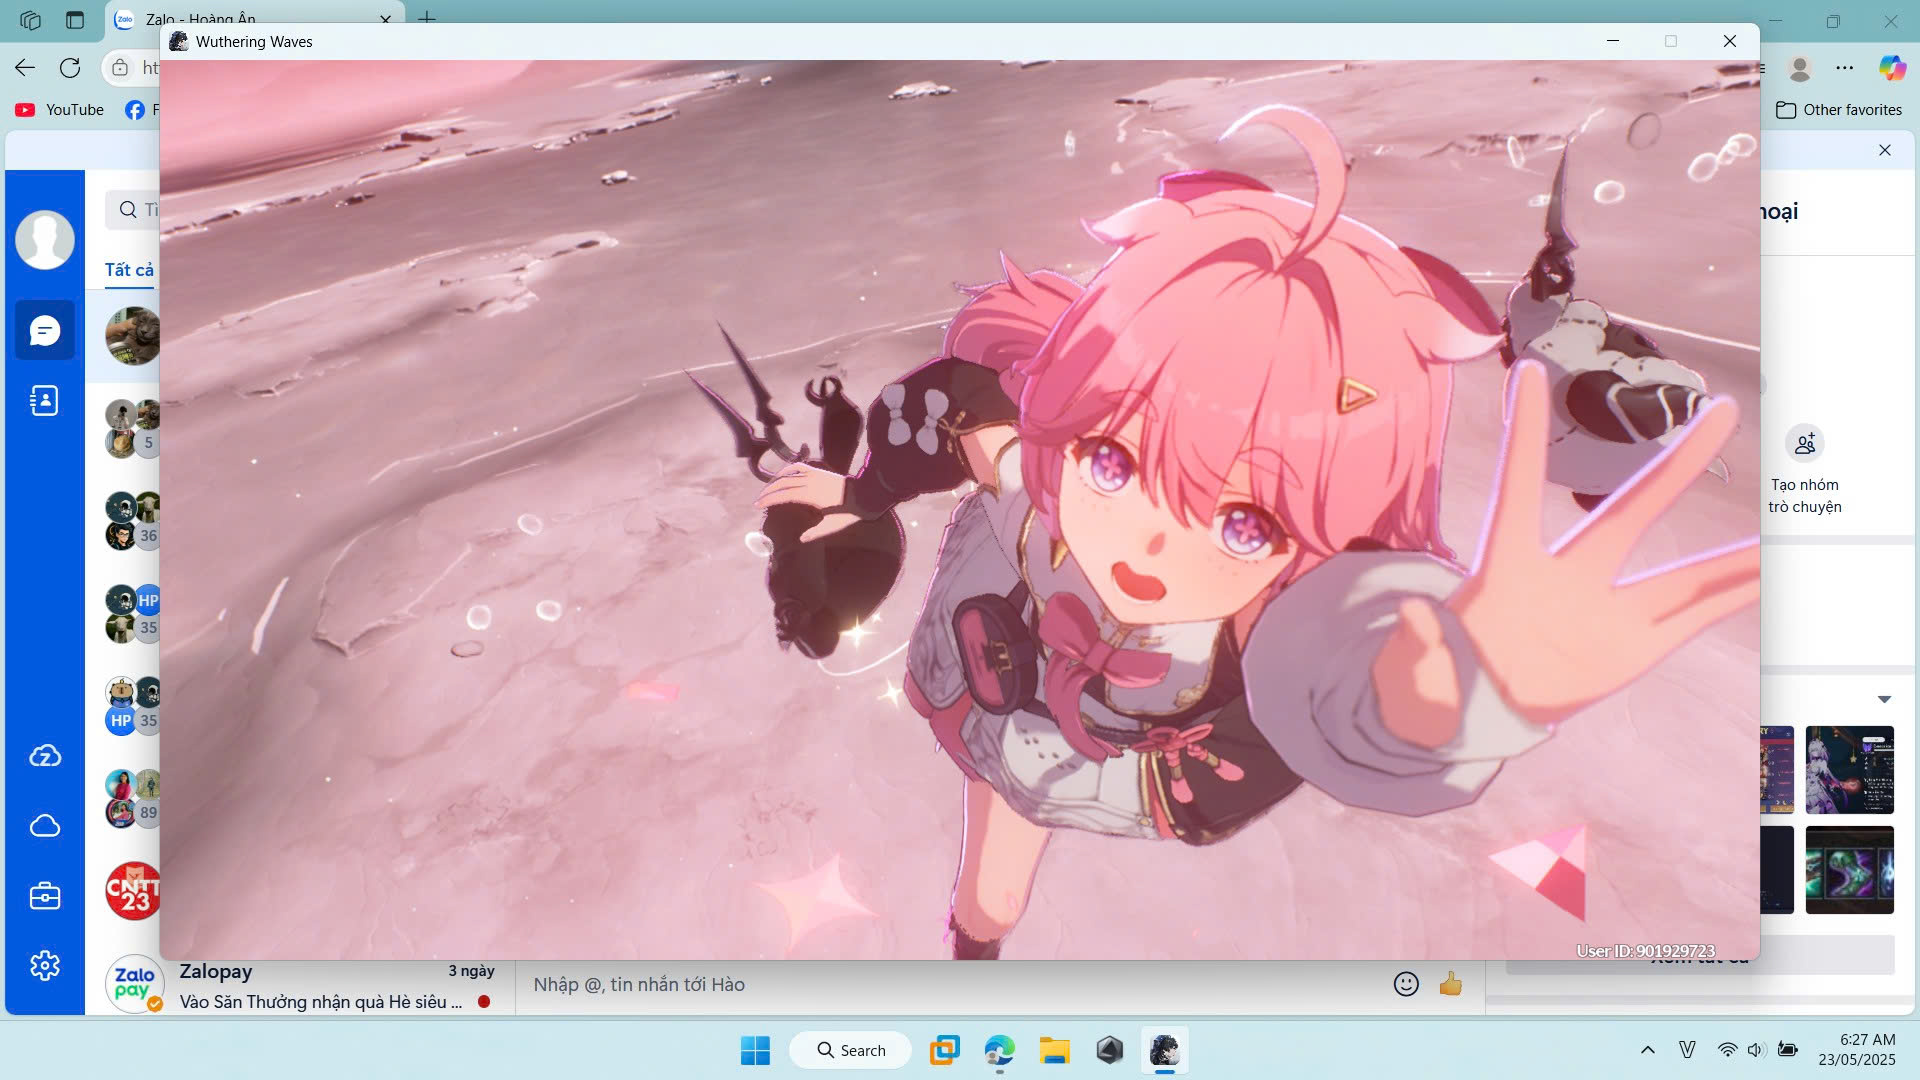 Zalo - Hoàng Ân
Wuthering Waves
YouTube
Other favorites
Tất cả
5
36
HP
35
HP
35
89
CNTT
23
Tạo nhóm
trò chuyện
User ID: 901929723
Zalo
pay
Zalopay
3 ngày
Vào Săn Thưởng nhận quà Hè siêu ...
Nhập @, tin nhắn tới Hào
Search
6:27 AM
23/05/2025